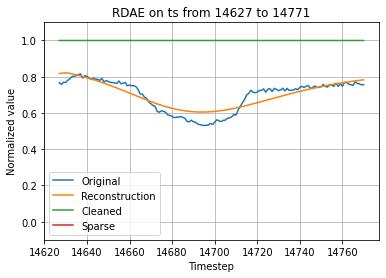 RDAE on ts from 14627 to 14771
Normalized value
1.0
0.8
0.6
0.4
0.2
0.0
Original
Reconstruction
Cleaned
Sparse
14620 14640 14660 14680 14700 14720 14740 14760
Timestep